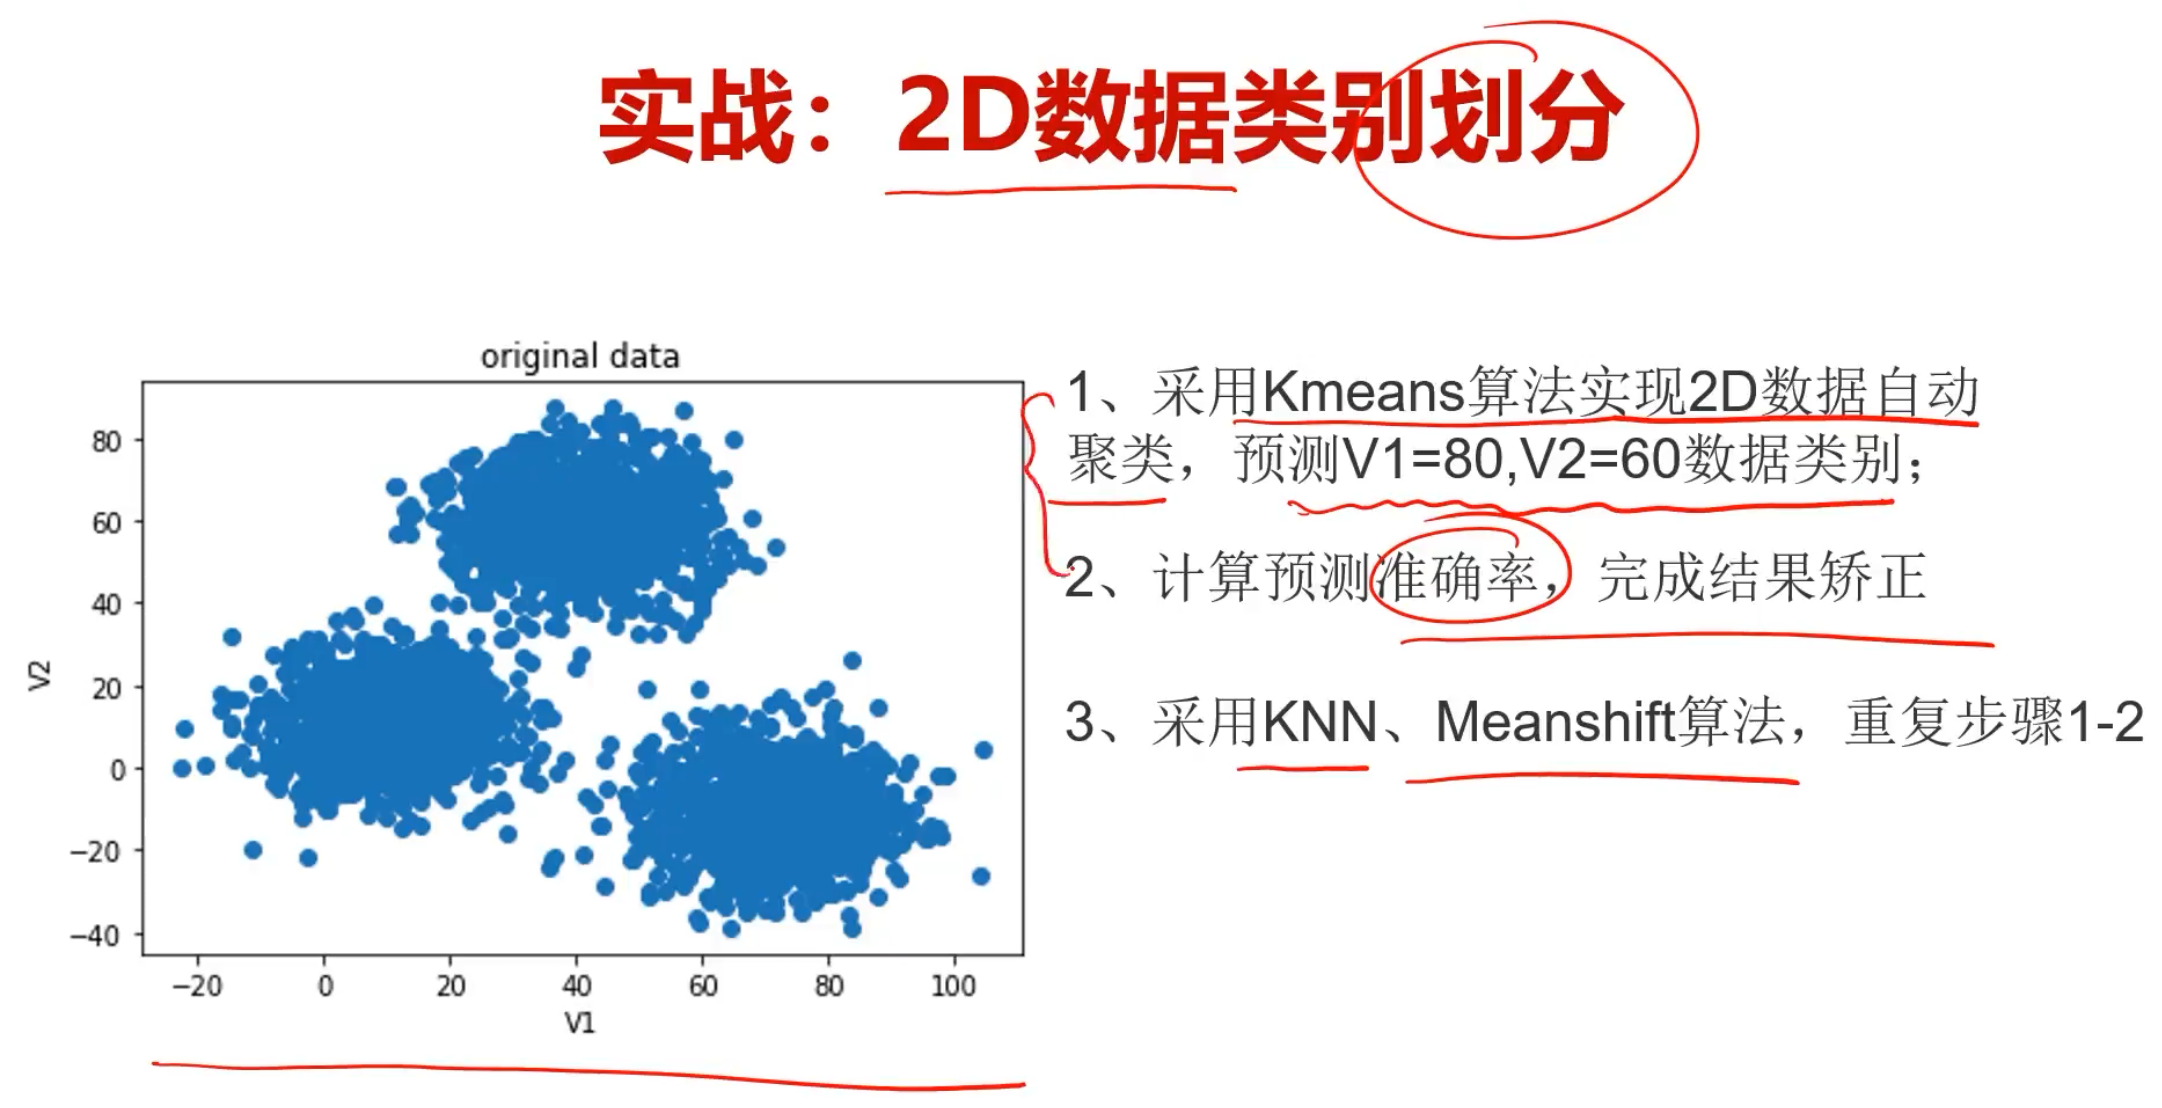 实战：2D数据类别划分
original data
80
60
40
20
0
−20
−40
V2
−20 0 20 40 60 80 100
V1
1、采用Kmeans算法实现2D数据自动
聚类，预测V1=80,V2=60数据类别；
2、计算预测准确率，完成结果矫正
3、采用KNN、Meanshift算法，重复步骤1-2